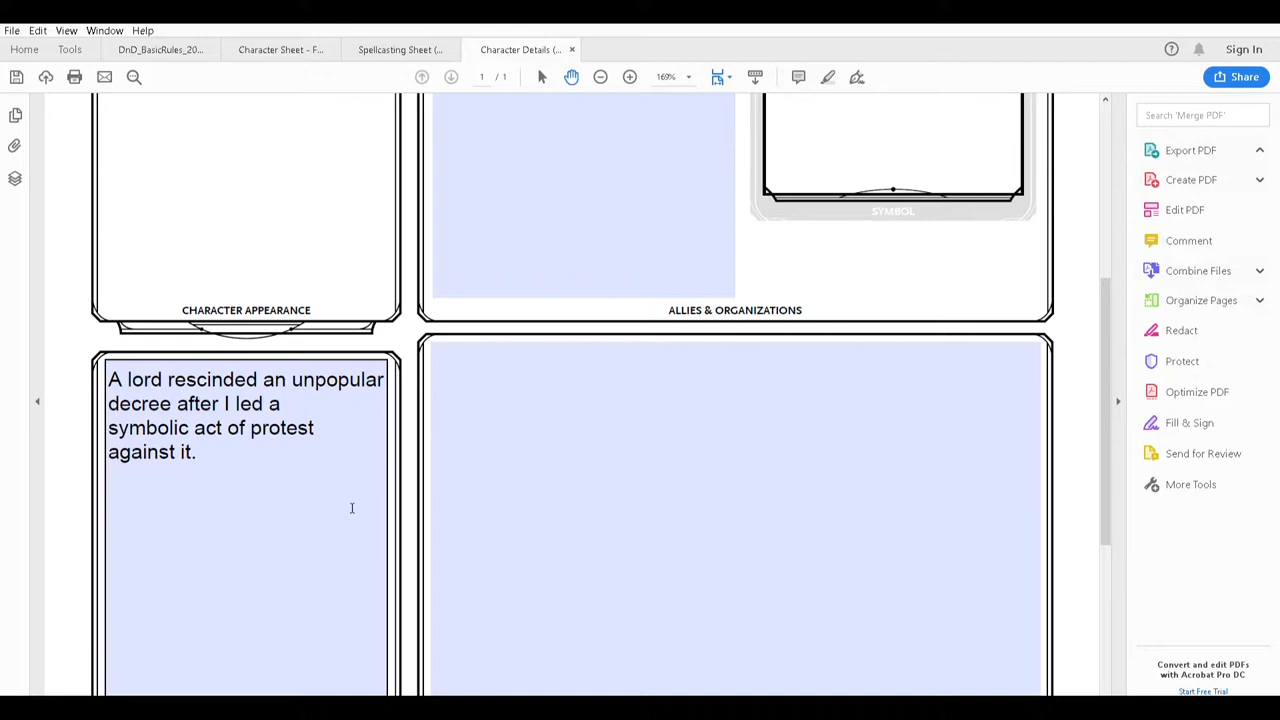 File Edit View Window Help
Home Tools DnD_BasicRules_20... Character Sheet - F... Spellcasting Sheet (... Character Details (... × Sign In
1 / 1 169% Share
Search 'Merge PDF'
Export PDF
Create PDF
Edit PDF
SYMBOL
Comment
Combine Files
Organize Pages
CHARACTER APPEARANCE ALLIES & ORGANIZATIONS
Redact
Protect
A lord rescinded an unpopular
decree after I led a
symbolic act of protest
against it.
Optimize PDF
Fill & Sign
Send for Review
More Tools
Convert and edit PDFs
with Acrobat Pro DC
Start Free Trial